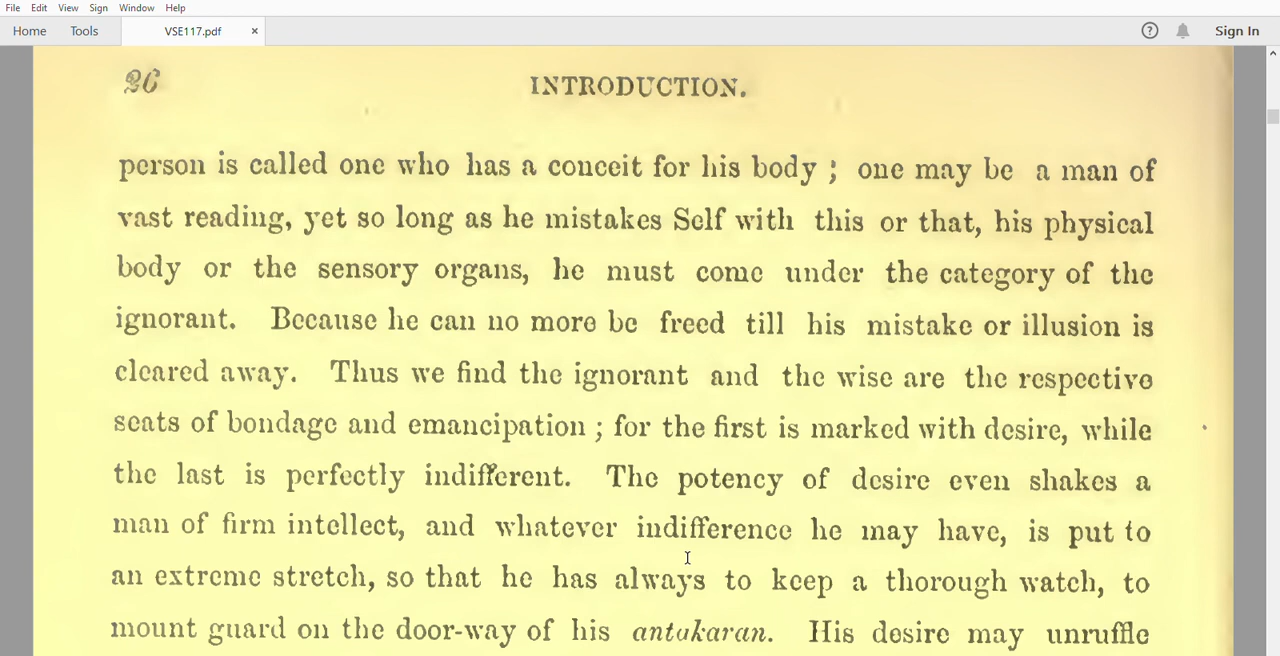 File Edit View Sign Window Help
Home Tools VSE117.pdf × ? Sign In
26 INTRODUCTION.
person is called one who has a conceit for his body ; one may be a man of
vast reading, yet so long as he mistakes Self with this or that, his physical
body or the sensory organs, he must come under the category of the
ignorant. Because he can no more be freed till his mistake or illusion is
cleared away. Thus we find the ignorant and the wise are the respective
seats of bondage and emancipation ; for the first is marked with desire, while
the last is perfectly indifferent. The potency of desire even shakes a
man of firm intellect, and whatever indifference he may have, is put to
an extreme stretch, so that he has always to keep a thorough watch, to
mount guard on the door-way of his antakaran. His desire may unruffle